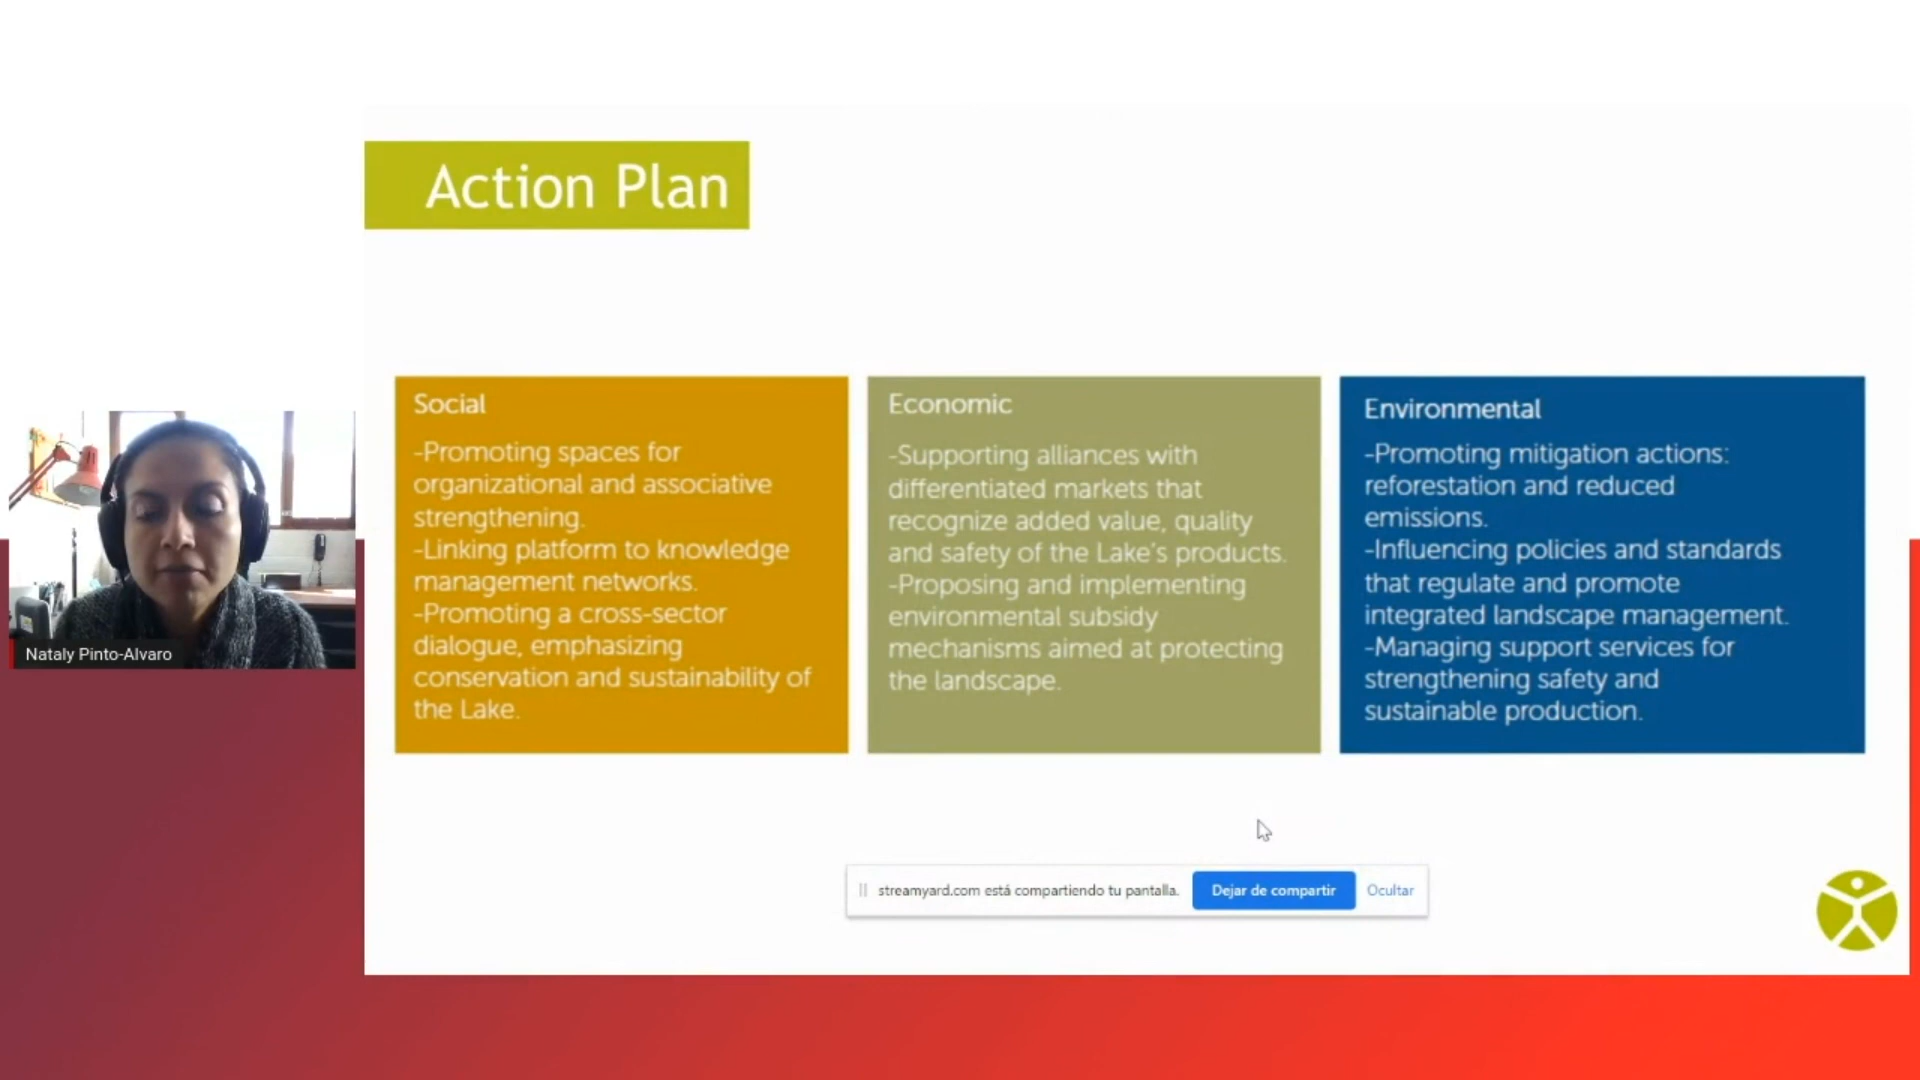 Action Plan
Social
-Promoting spaces for
organizational and associative
strengthening.
-Linking platform to knowledge
management networks.
-Promoting a cross-sector
dialogue, emphasizing
conservation and sustainability of
the Lake.
Economic
-Supporting alliances with
differentiated markets that
recognize added value, quality
and safety of the Lake's products.
-Proposing and implementing
environmental subsidy
mechanisms aimed at protecting
the landscape.
Environmental
-Promoting mitigation actions:
reforestation and reduced
emissions.
-Influencing policies and standards
that regulate and promote
integrated landscape management.
-Managing support services for
strengthening safety and
sustainable production.
Nataly Pinto-Alvaro
streamyard.com está compartiendo tu pantalla.
Dejar de compartir
Ocultar